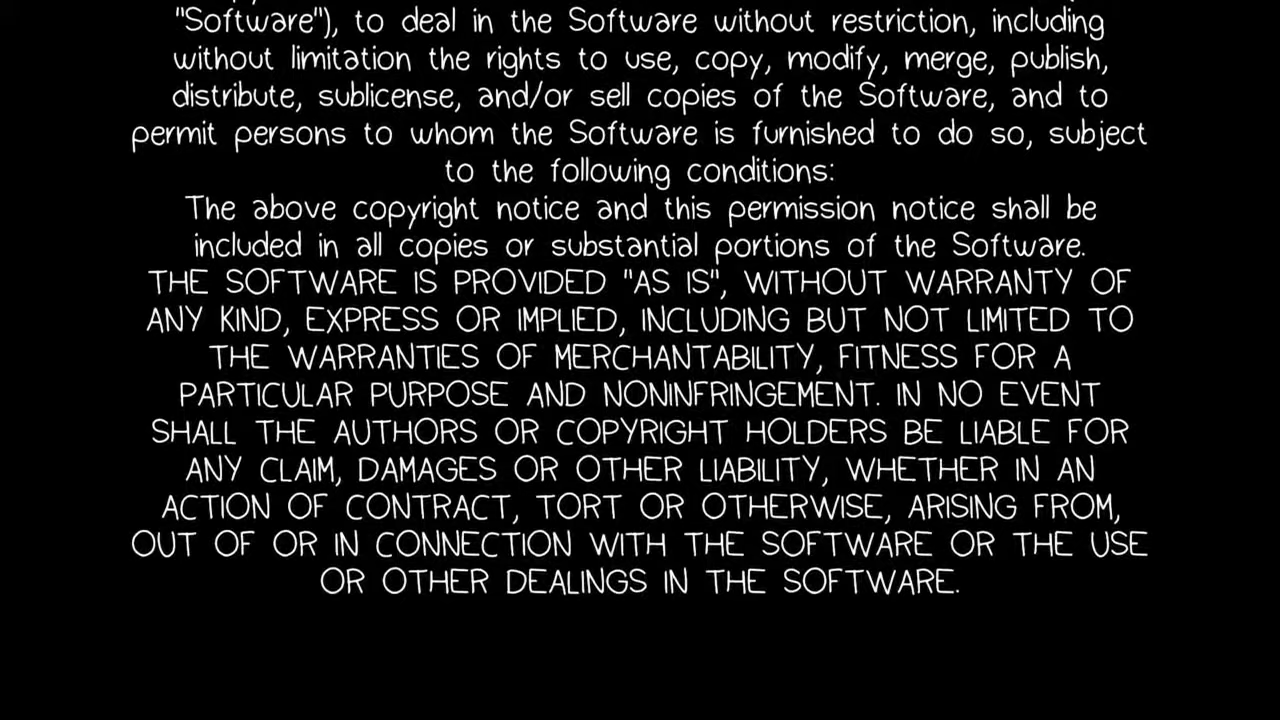 "Software"), to deal in the Software without restriction, including
without limitation the rights to use, copy, modify, merge, publish,
distribute, sublicense, and/or sell copies of the Software, and to
permit persons to whom the Software is furnished to do so, subject
to the following conditions:
The above copyright notice and this permission notice shall be
included in all copies or substantial portions of the Software.
THE SOFTWARE IS PROVIDED "AS IS", WITHOUT WARRANTY OF
ANY KIND, EXPRESS OR IMPLIED, INCLUDING BUT NOT LIMITED TO
THE WARRANTIES OF MERCHANTABILITY, FITNESS FOR A
PARTICULAR PURPOSE AND NONINFRINGEMENT. IN NO EVENT
SHALL THE AUTHORS OR COPYRIGHT HOLDERS BE LIABLE FOR
ANY CLAIM, DAMAGES OR OTHER LIABILITY, WHETHER IN AN
ACTION OF CONTRACT, TORT OR OTHERWISE, ARISING FROM,
OUT OF OR IN CONNECTION WITH THE SOFTWARE OR THE USE
OR OTHER DEALINGS IN THE SOFTWARE.